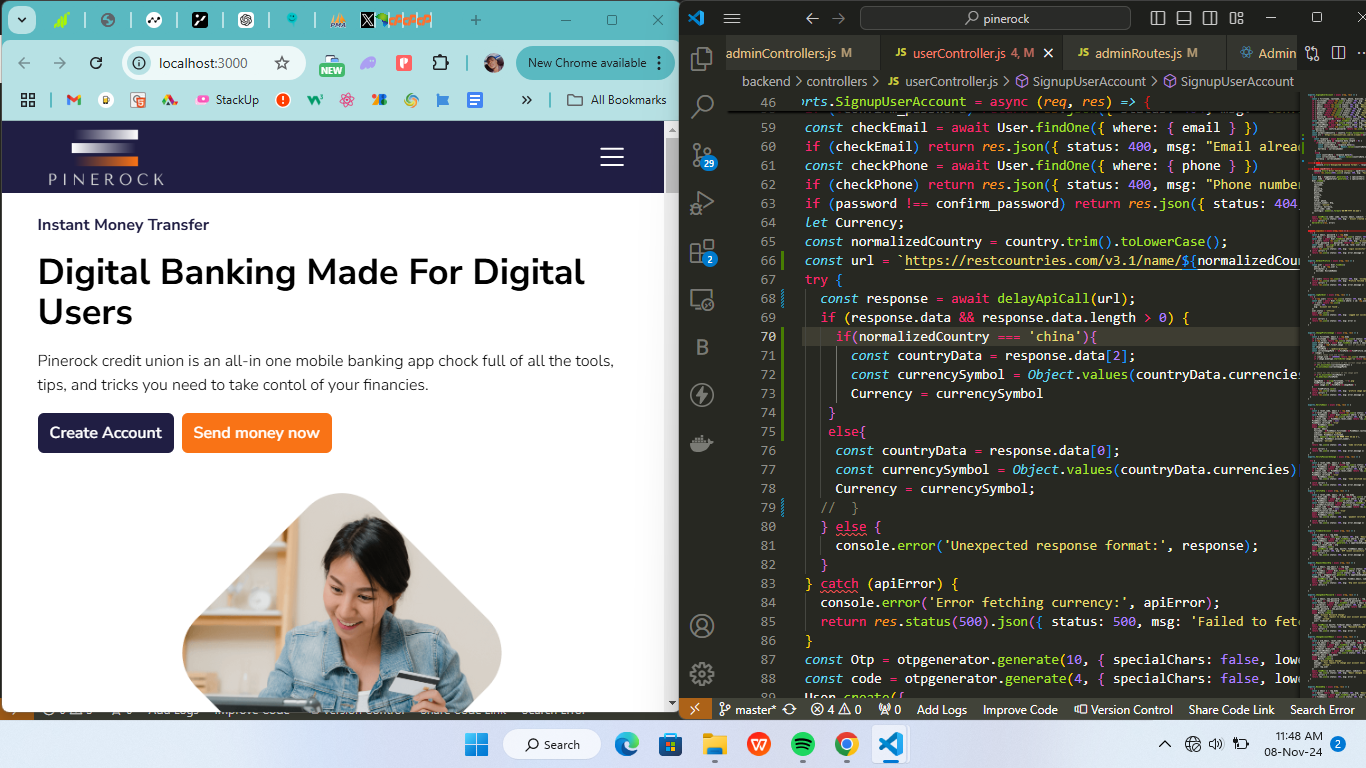 localhost:3000
NEW
New Chrome available
StackUp
All Bookmarks
PINEROCK
Instant Money Transfer
Digital Banking Made For Digital
Users
Pinerock credit union is an all-in one mobile banking app chock full of all the tools,
tips, and tricks you need to take contol of your financies.
Create Account
Send money now
pinerock
adminControllers.js M
JS userController.js 4, M
JS adminRoutes.js M
Admin
backend > controllers > JS userController.js > SignupUserAccount > SignupUserAccount
46 orts.SignupUserAccount = async (req, res) => {
59 const checkEmail = await User.findOne({ where: { email } })
60 if (checkEmail) return res.json({ status: 400, msg: "Email alread
61 const checkPhone = await User.findOne({ where: { phone } })
62 if (checkPhone) return res.json({ status: 400, msg: "Phone number
63 if (password !== confirm_password) return res.json({ status: 404,
64 let Currency;
65 const normalizedCountry = country.trim().toLowerCase();
66 const url = `https://restcountries.com/v3.1/name/${normalizedCoun
67 try {
68 const response = await delayApiCall(url);
69 if (response.data && response.data.length > 0) {
70 if(normalizedCountry === 'china'){
71 const countryData = response.data[2];
72 const currencySymbol = Object.values(countryData.currencies
73 Currency = currencySymbol
74 }
75 else{
76 const countryData = response.data[0];
77 const currencySymbol = Object.values(countryData.currencies)
78 Currency = currencySymbol;
79 // }
80 } else {
81 console.error('Unexpected response format:', response);
82 }
83 } catch (apiError) {
84 console.error('Error fetching currency:', apiError);
85 return res.status(500).json({ status: 500, msg: 'Failed to fetc
86 }
87 const Otp = otpgenerator.generate(10, { specialChars: false, lowe
88 const code = otpgenerator.generate(4, { specialChars: false, lowe
89 User.create({
29
2
B
master* 4 0 0 Add Logs Improve Code Version Control Share Code Link Search Error
Search
11:48 AM
08-Nov-24
2